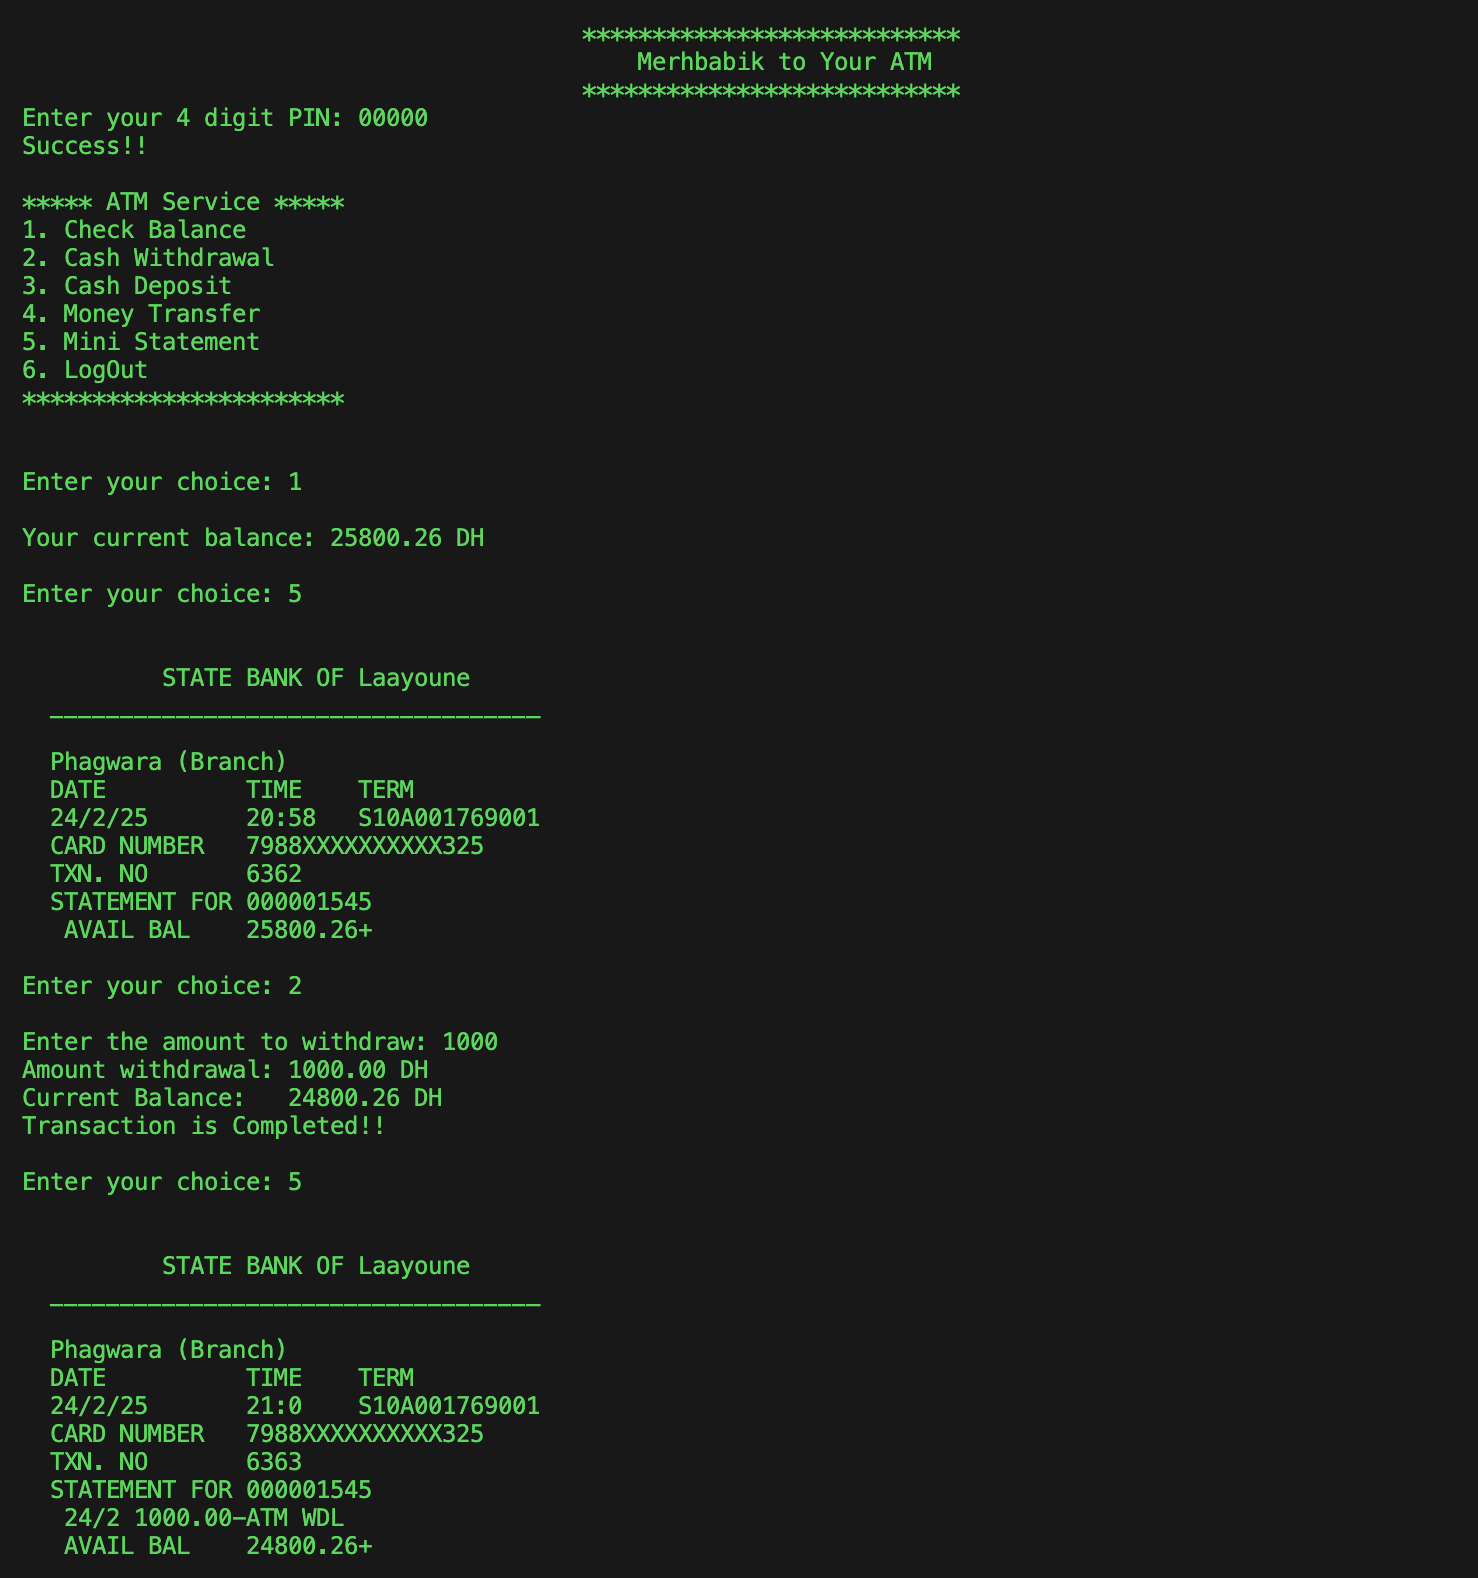 ***************************
Merhbabik to Your ATM
***************************
Enter your 4 digit PIN: 00000
Success!!
***** ATM Service *****
1. Check Balance
2. Cash Withdrawal
3. Cash Deposit
4. Money Transfer
5. Mini Statement
6. LogOut
***********************
Enter your choice: 1
Your current balance: 25800.26 DH
Enter your choice: 5
STATE BANK OF Laayoune
___________________________________
Phagwara (Branch)
DATE          TIME    TERM
24/2/25       20:58   S10A001769001
CARD NUMBER   7988XXXXXXXXXX325
TXN. NO       6362
STATEMENT FOR 000001545
AVAIL BAL    25800.26+
Enter your choice: 2
Enter the amount to withdraw: 1000
Amount withdrawal: 1000.00 DH
Current Balance:   24800.26 DH
Transaction is Completed!!
Enter your choice: 5
STATE BANK OF Laayoune
___________________________________
Phagwara (Branch)
DATE          TIME    TERM
24/2/25       21:0    S10A001769001
CARD NUMBER   7988XXXXXXXXXX325
TXN. NO       6363
STATEMENT FOR 000001545
24/2 1000.00-ATM WDL
AVAIL BAL    24800.26+